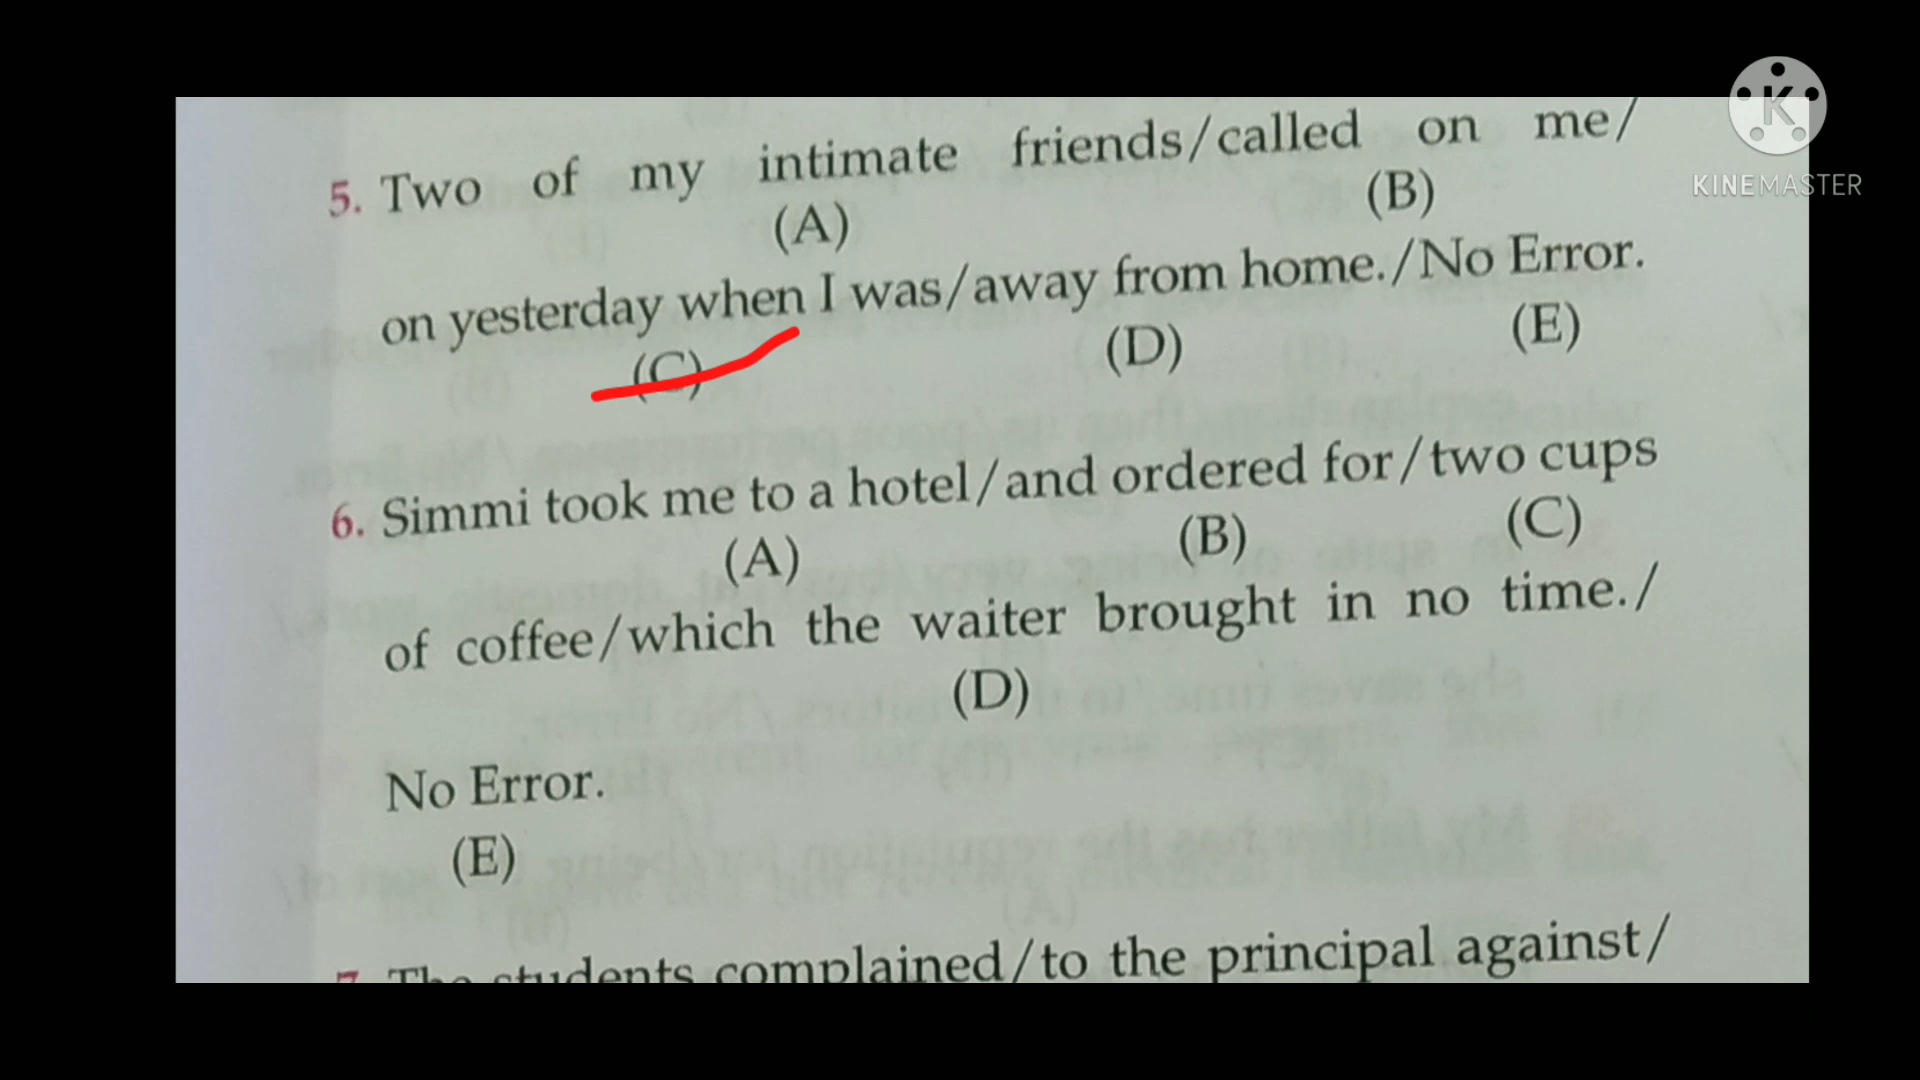 5. Two of my intimate friends/called on me/
(A) (B)
on yesterday when I was/away from home./No Error.
(C) (D) (E)
6. Simmi took me to a hotel/and ordered for/two cups
(A) (B) (C)
of coffee/which the waiter brought in no time./
(D)
No Error.
(E)
7. The students complained/to the principal against/
K
KINEMASTER